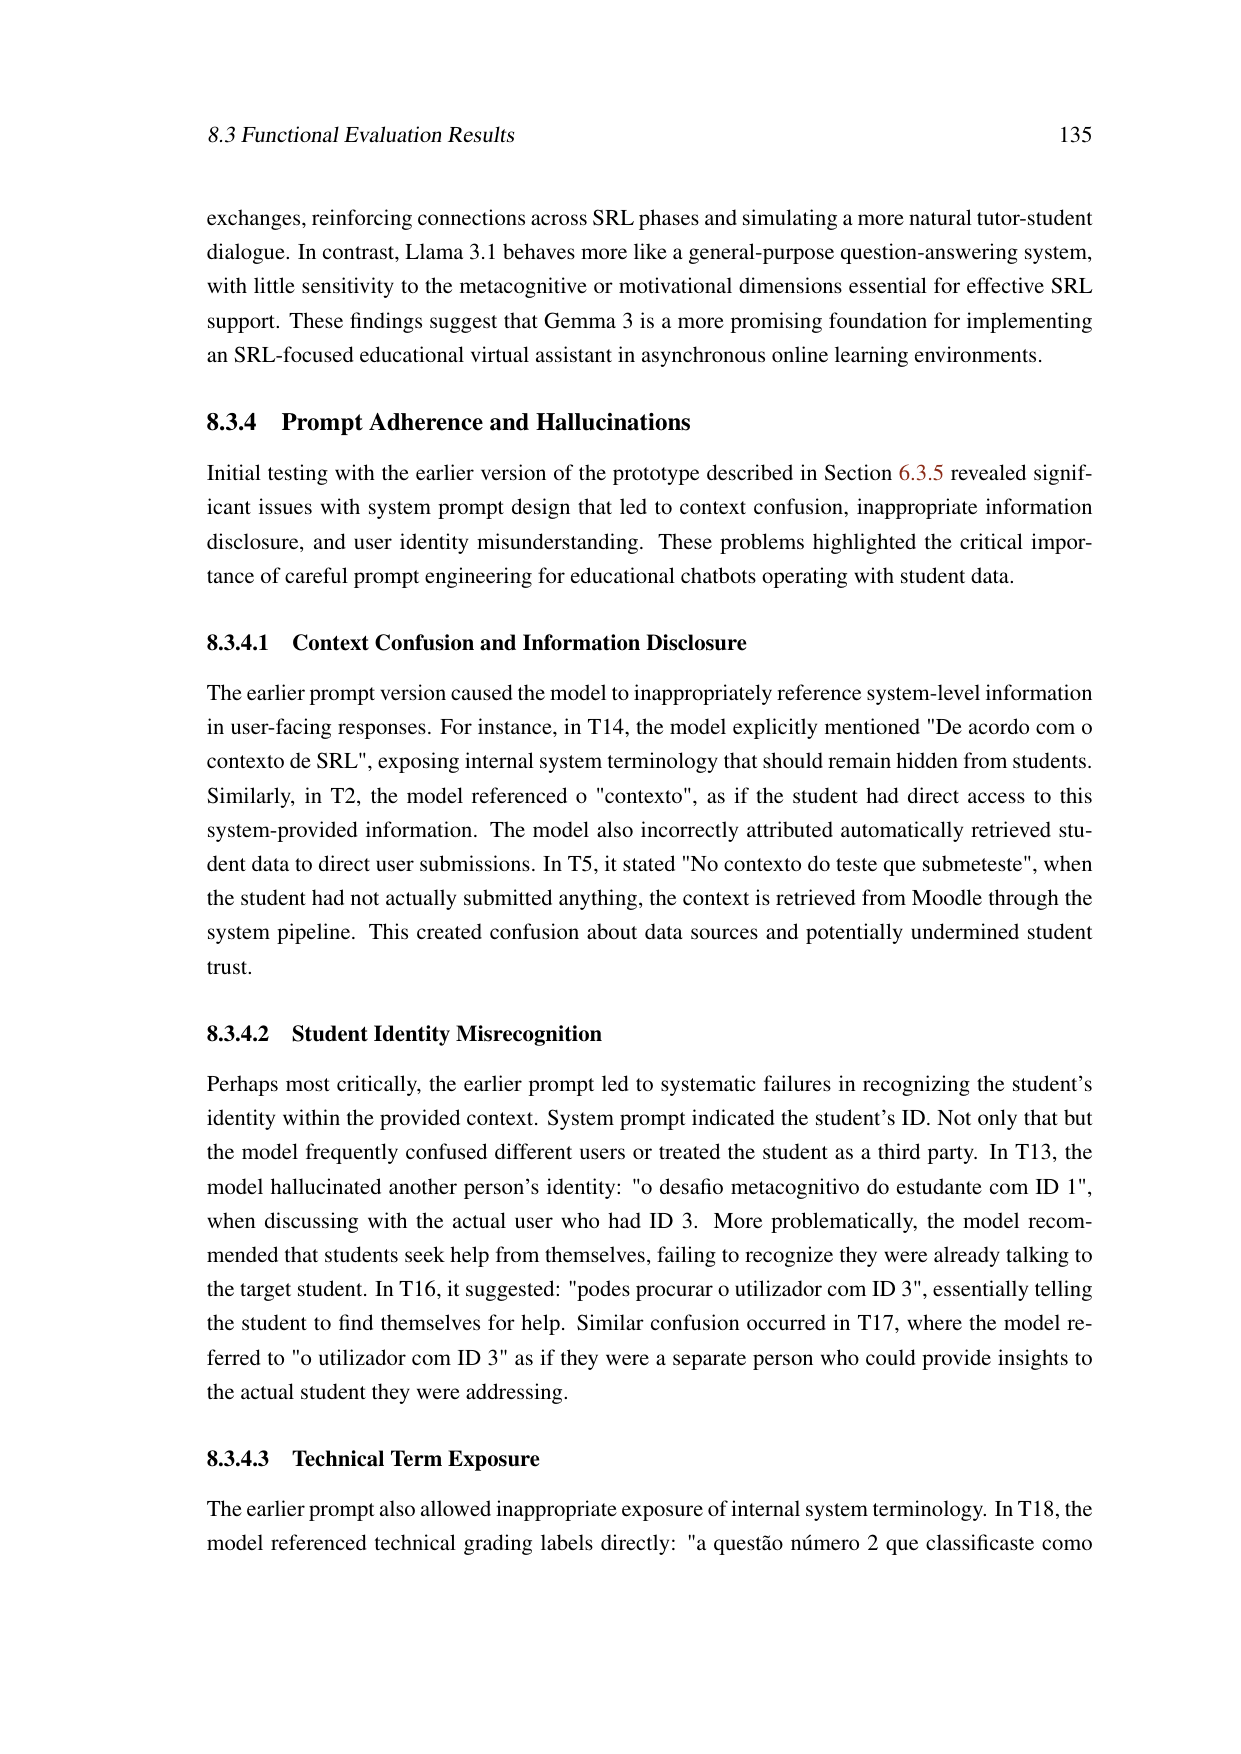 8.3 Functional Evaluation Results 135
exchanges, reinforcing connections across SRL phases and simulating a more natural tutor-student
dialogue. In contrast, Llama 3.1 behaves more like a general-purpose question-answering system,
with little sensitivity to the metacognitive or motivational dimensions essential for effective SRL
support. These findings suggest that Gemma 3 is a more promising foundation for implementing
an SRL-focused educational virtual assistant in asynchronous online learning environments.
8.3.4 Prompt Adherence and Hallucinations
Initial testing with the earlier version of the prototype described in Section 6.3.5 revealed signif-
icant issues with system prompt design that led to context confusion, inappropriate information
disclosure, and user identity misunderstanding. These problems highlighted the critical impor-
tance of careful prompt engineering for educational chatbots operating with student data.
8.3.4.1 Context Confusion and Information Disclosure
The earlier prompt version caused the model to inappropriately reference system-level information
in user-facing responses. For instance, in T14, the model explicitly mentioned "De acordo com o
contexto de SRL", exposing internal system terminology that should remain hidden from students.
Similarly, in T2, the model referenced o "contexto", as if the student had direct access to this
system-provided information. The model also incorrectly attributed automatically retrieved stu-
dent data to direct user submissions. In T5, it stated "No contexto do teste que submeteste", when
the student had not actually submitted anything, the context is retrieved from Moodle through the
system pipeline. This created confusion about data sources and potentially undermined student
trust.
8.3.4.2 Student Identity Misrecognition
Perhaps most critically, the earlier prompt led to systematic failures in recognizing the student's
identity within the provided context. System prompt indicated the student's ID. Not only that but
the model frequently confused different users or treated the student as a third party. In T13, the
model hallucinated another person's identity: "o desafio metacognitivo do estudante com ID 1",
when discussing with the actual user who had ID 3. More problematically, the model recom-
mended that students seek help from themselves, failing to recognize they were already talking to
the target student. In T16, it suggested: "podes procurar o utilizador com ID 3", essentially telling
the student to find themselves for help. Similar confusion occurred in T17, where the model re-
ferred to "o utilizador com ID 3" as if they were a separate person who could provide insights to
the actual student they were addressing.
8.3.4.3 Technical Term Exposure
The earlier prompt also allowed inappropriate exposure of internal system terminology. In T18, the
model referenced technical grading labels directly: "a questão número 2 que classificaste como